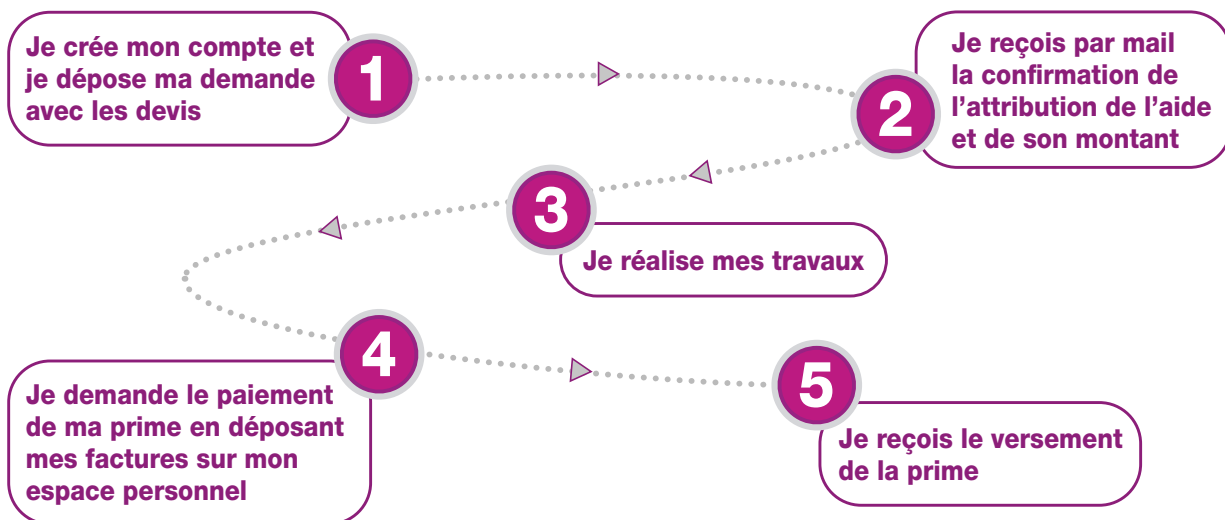 Je crée mon compte et
je dépose ma demande
avec les devis
1
Je reçois par mail
la confirmation de
l’attribution de l’aide
et de son montant
2
3
Je réalise mes travaux
4
Je demande le paiement
de ma prime en déposant
mes factures sur mon
espace personnel
5
Je reçois le versement
de la prime